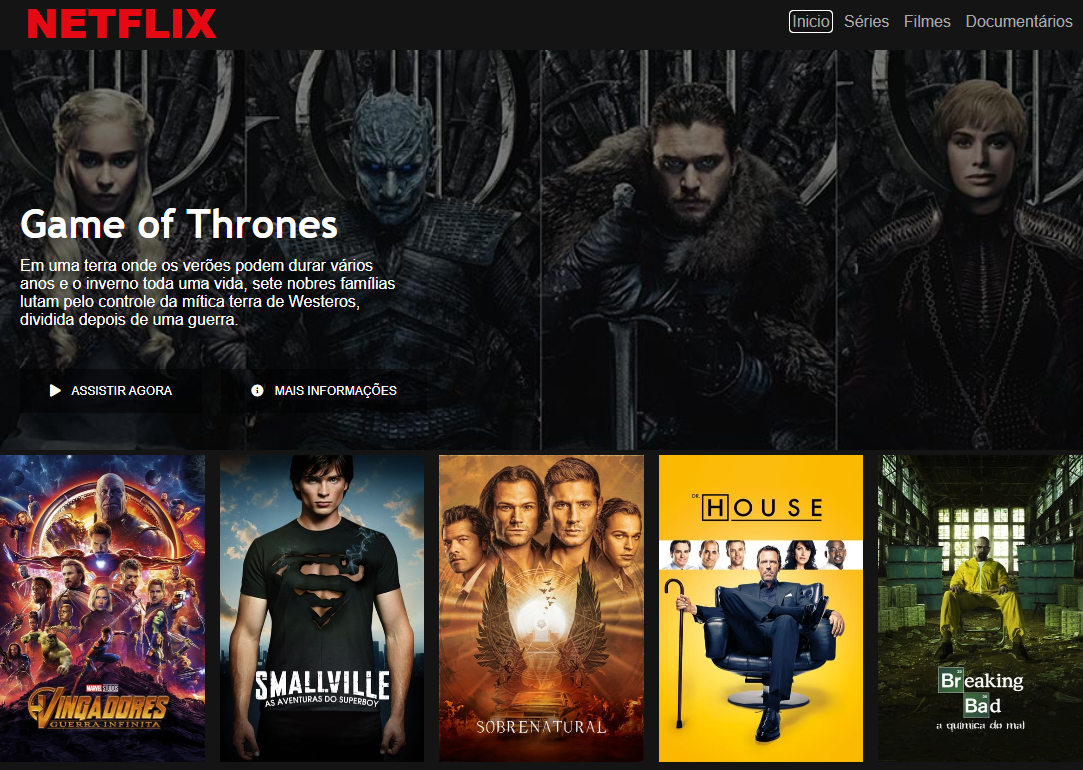 NETFLIX
Inicio Séries Filmes Documentários
Game of Thrones
Em uma terra onde os verões podem durar vários
anos e o inverno toda uma vida, sete nobres famílias
lutam pelo controle da mítica terra de Westeros,
dividida depois de uma guerra.
ASSISTIR AGORA
MAIS INFORMAÇÕES
MARVEL STUDIOS
VINGADORES
GUERRA INFINITA
SMALLVILLE
AS AVENTURAS DO SUPERBOY
SOBRENATURAL
DR.
HOUSE
Breaking
Bad
a química do mal